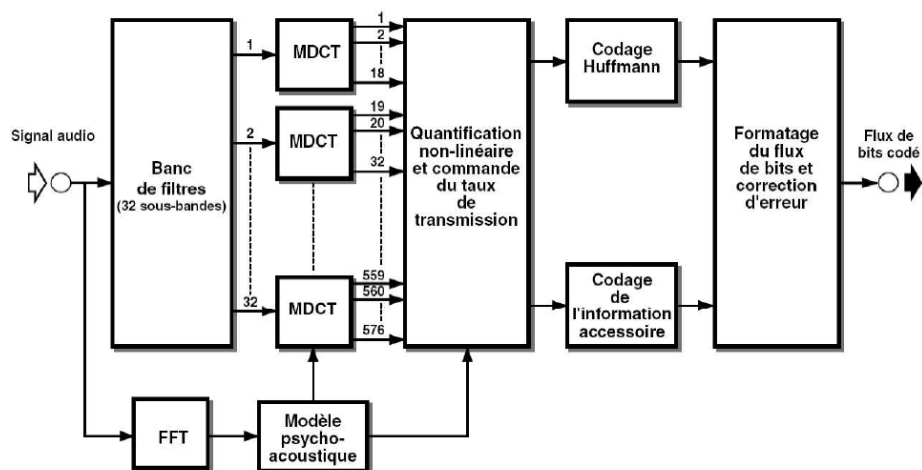 Signal audio
Banc
de filtres
(32 sous-bandes)
1
2
32
MDCT
MDCT
MDCT
1
2
18
19
20
32
559
560
576
Quantification
non-linéaire
et commande
du taux
de
transmission
Codage
Huffmann
Codage
de
l'information
accessoire
Formatage
du flux
de bits et
correction
d'erreur
Flux de
bits codé
FFT
Modèle
psycho-
acoustique